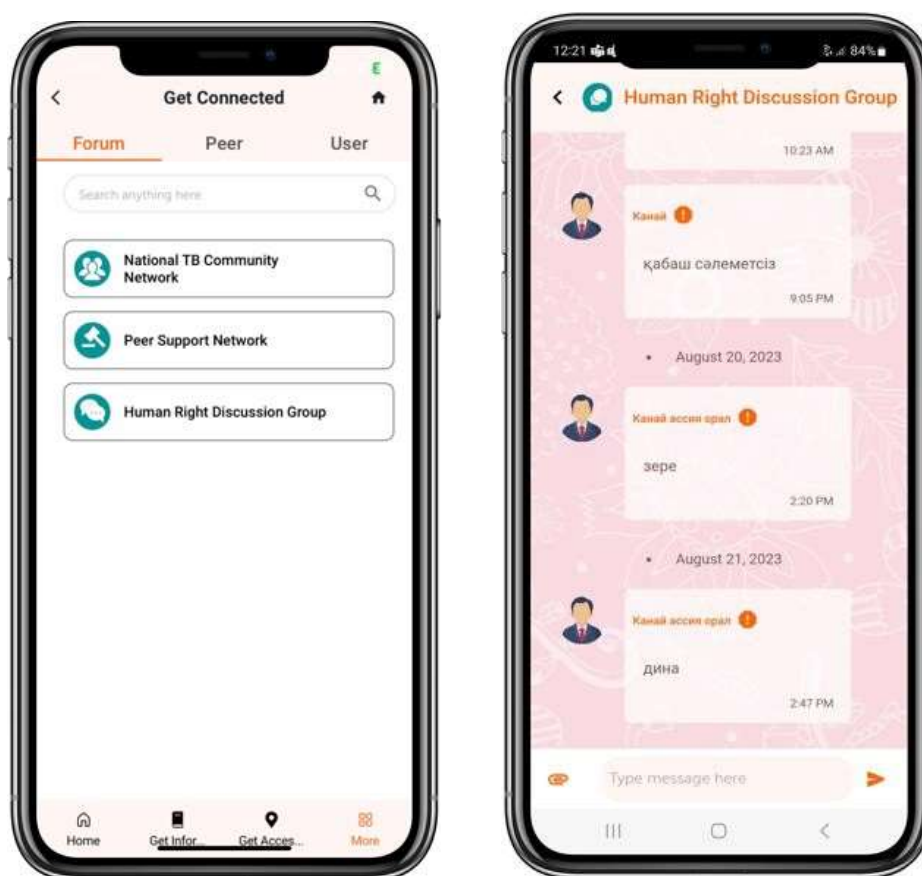 Get Connected
Forum Peer User
Search anything here
National TB Community
Network
Peer Support Network
Human Right Discussion Group
Home Get Infor... Get Acces... More
12:21 84%
Human Right Discussion Group
10:23 AM
Канай
қабаш сәлеметсіз
9:05 PM
• August 20, 2023
Канай ассия орал
зере
2:20 PM
• August 21, 2023
Канай ассия орал
дина
2:47 PM
Type message here